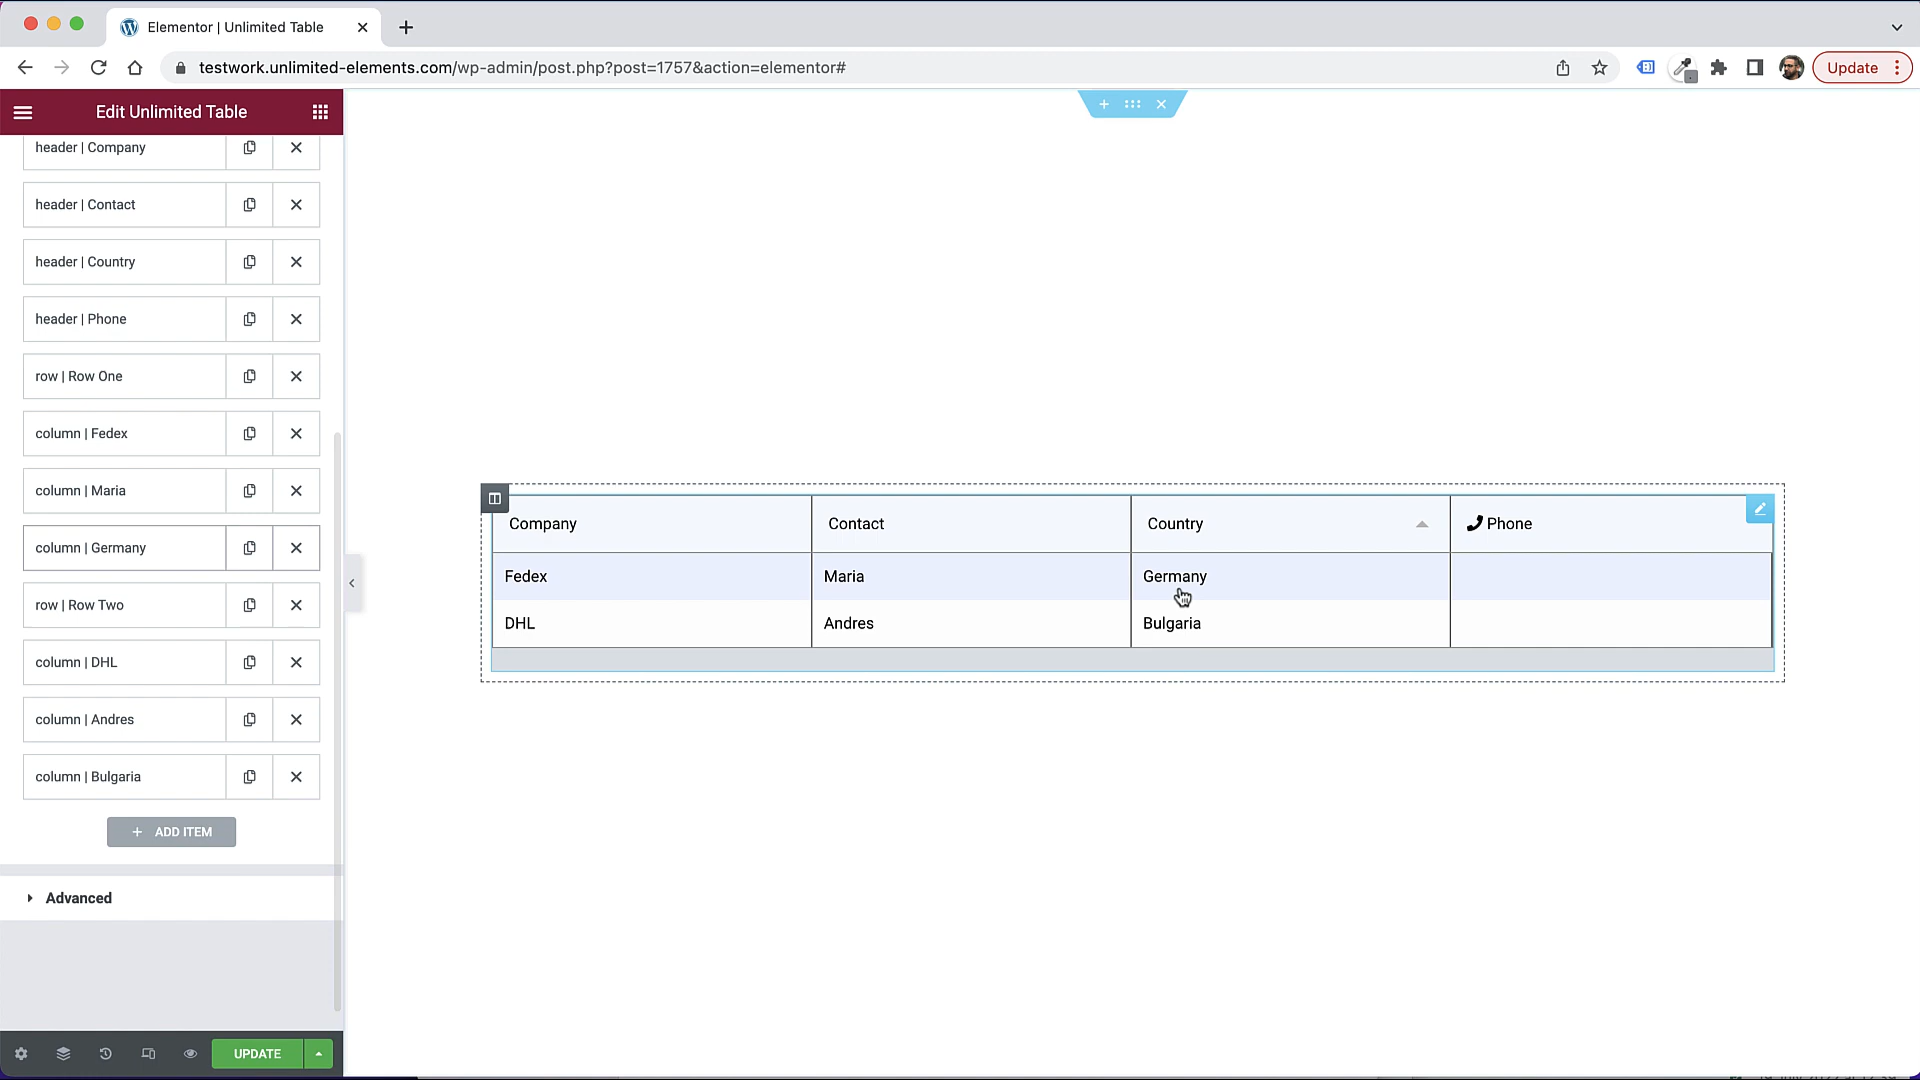 Elementor | Unlimited Table
testwork.unlimited-elements.com/wp-admin/post.php?post=1757&action=elementor#
Update
Edit Unlimited Table
header | Company
header | Contact
header | Country
header | Phone
row | Row One
column | Fedex
column | Maria
column | Germany
row | Row Two
column | DHL
column | Andres
column | Bulgaria
+ ADD ITEM
Advanced
UPDATE
Company Contact Country Phone
Fedex Maria Germany
DHL Andres Bulgaria